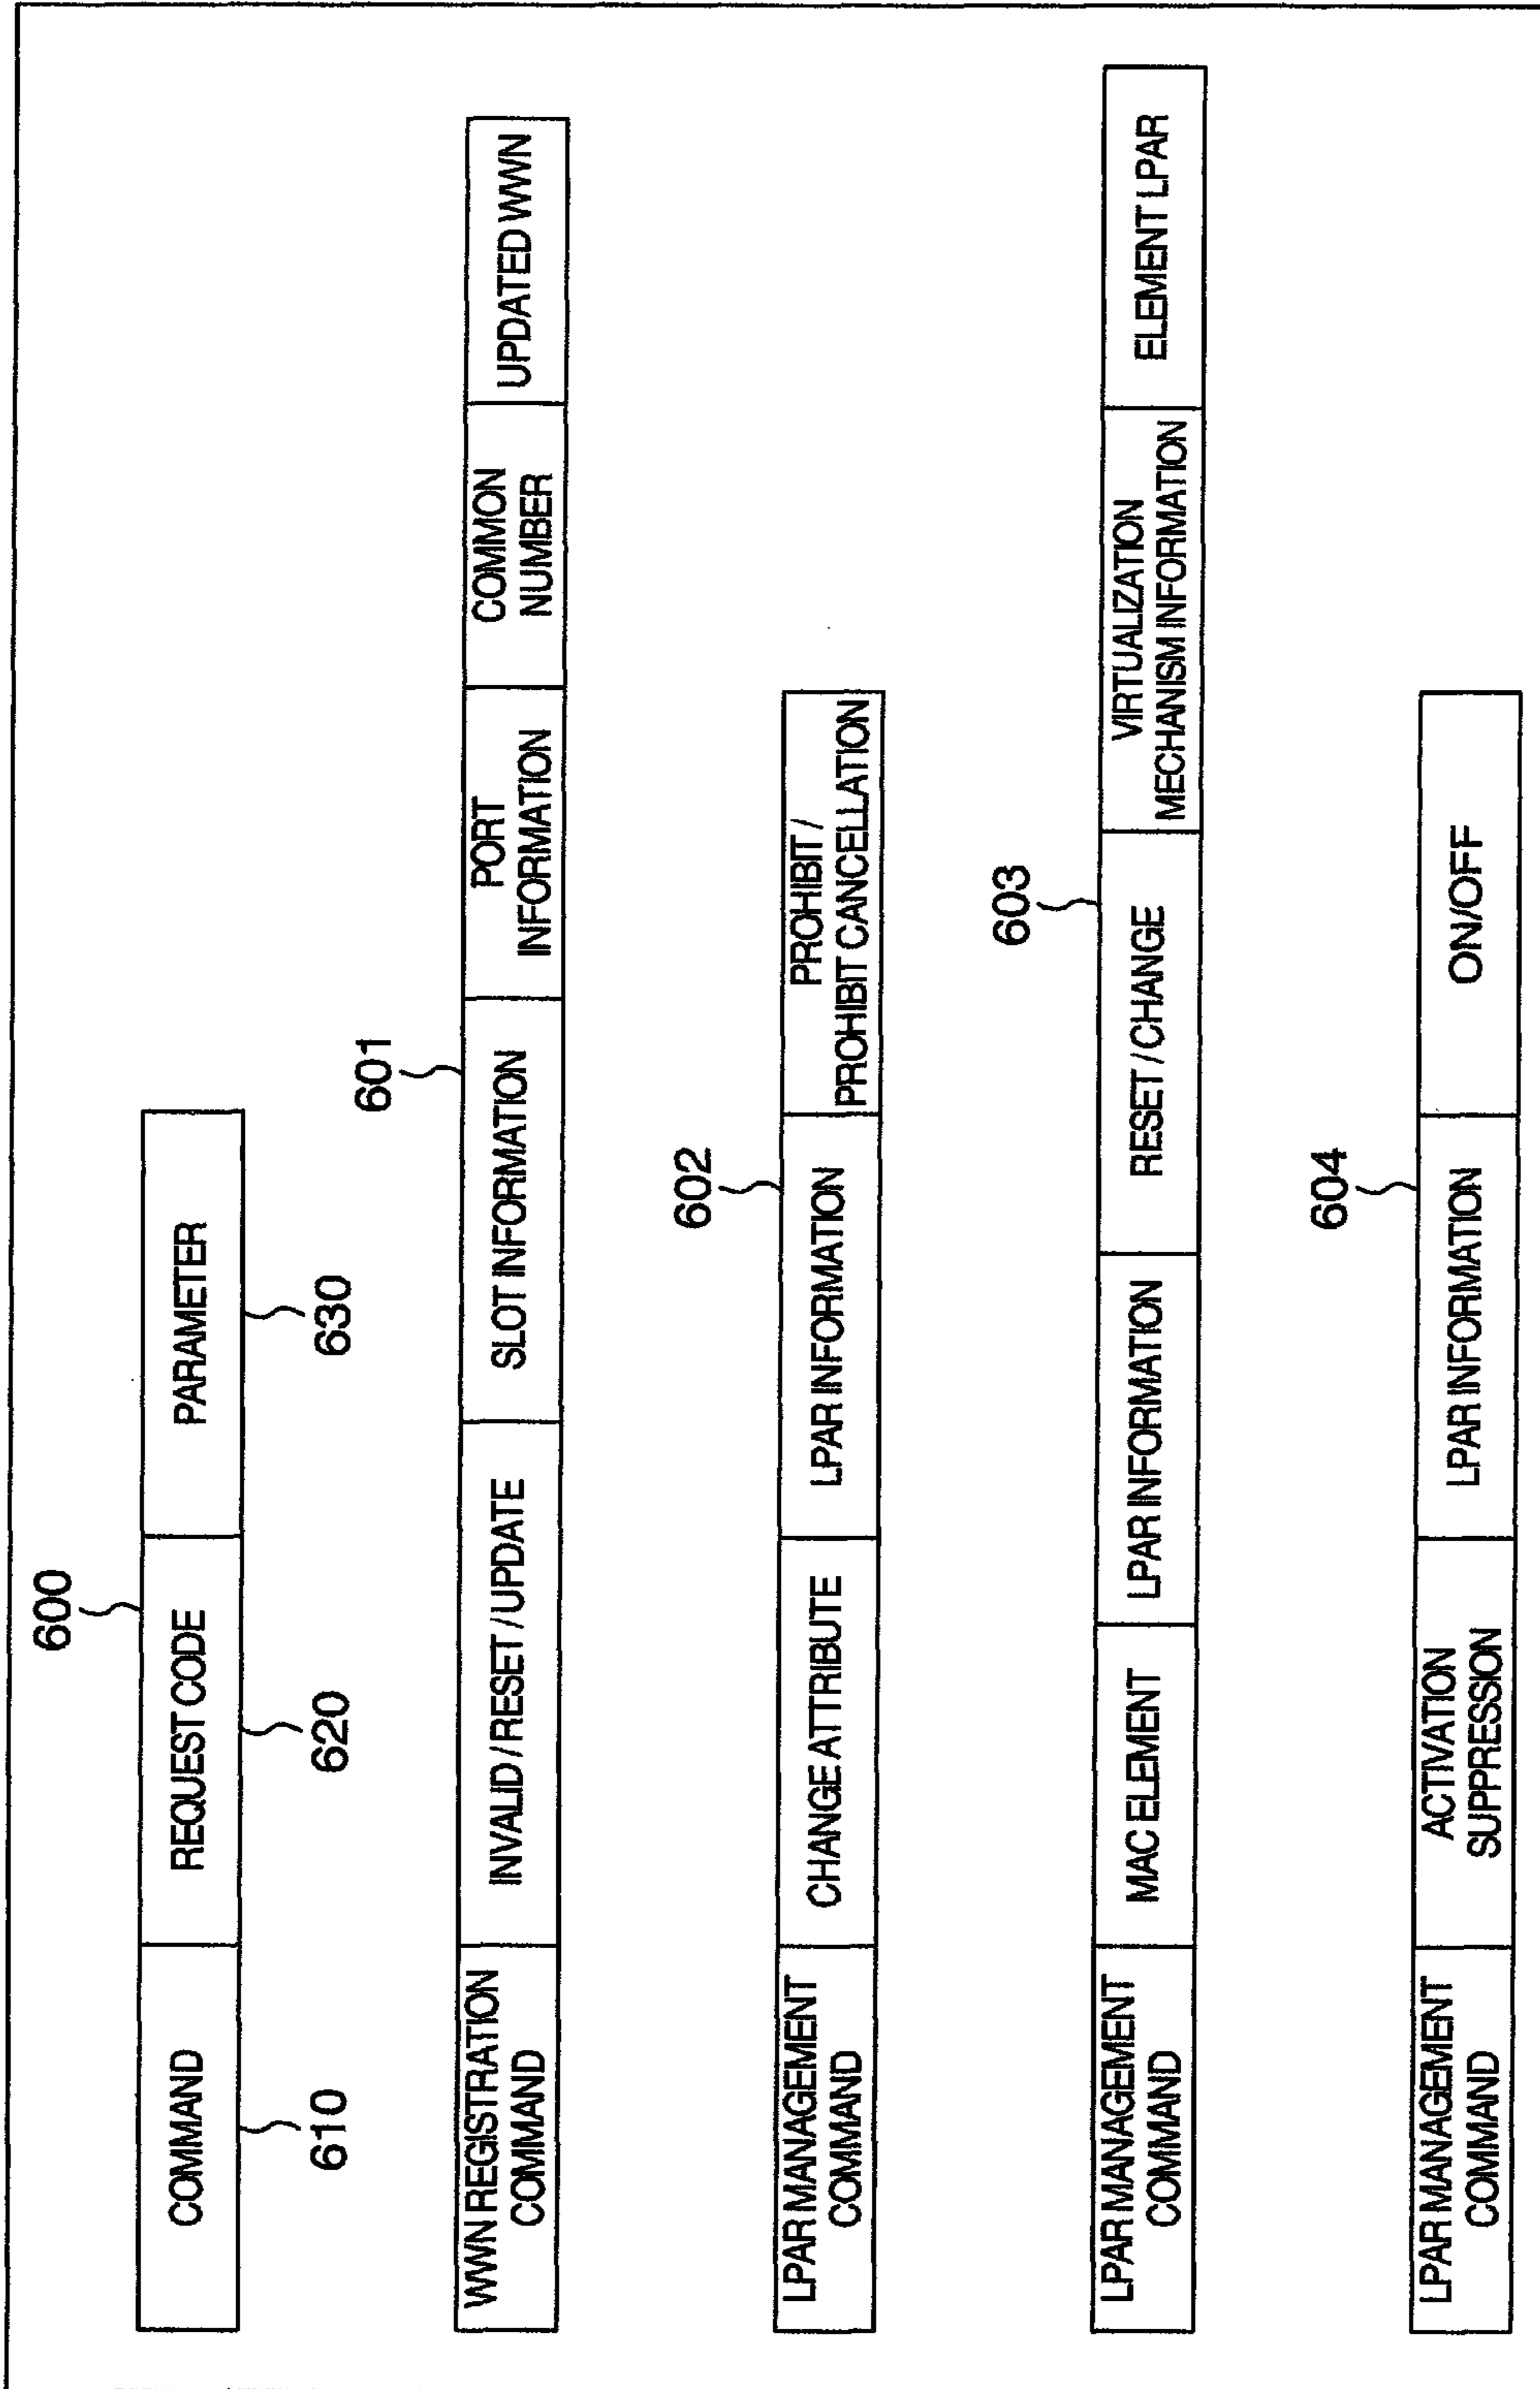 600
COMMAND
REQUEST CODE
PARAMETER
610
620
630
601
WWN REGISTRATION
COMMAND
INVALID / RESET / UPDATE
SLOT INFORMATION
PORT
INFORMATION
COMMON
NUMBER
UPDATED WWN
602
LPAR MANAGEMENT
COMMAND
CHANGE ATTRIBUTE
LPAR INFORMATION
PROHIBIT /
PROHIBIT CANCELLATION
603
LPAR MANAGEMENT
COMMAND
MAC ELEMENT
LPAR INFORMATION
RESET / CHANGE
VIRTUALIZATION
MECHANISM INFORMATION
ELEMENT LPAR
604
LPAR MANAGEMENT
COMMAND
ACTIVATION
SUPPRESSION
LPAR INFORMATION
ON/OFF